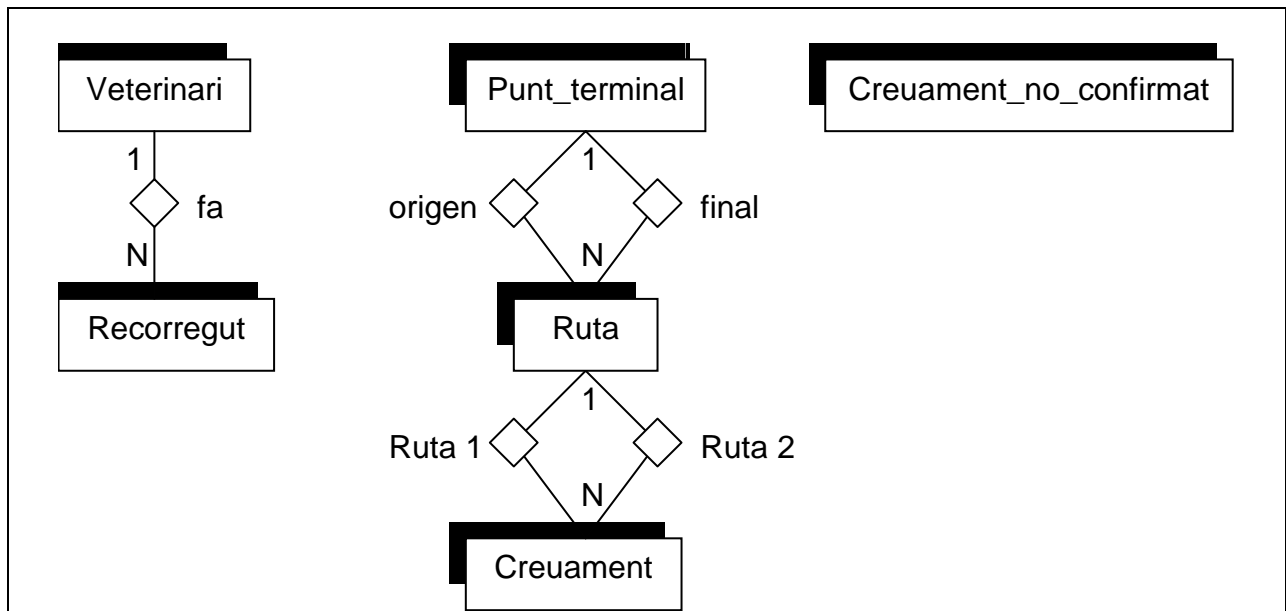 Veterinari Punt_terminal Creuament_no_confirmat
1 1
origen final
fa
N N
Recorregut Ruta
1
Ruta 1 Ruta 2
N
Creuament